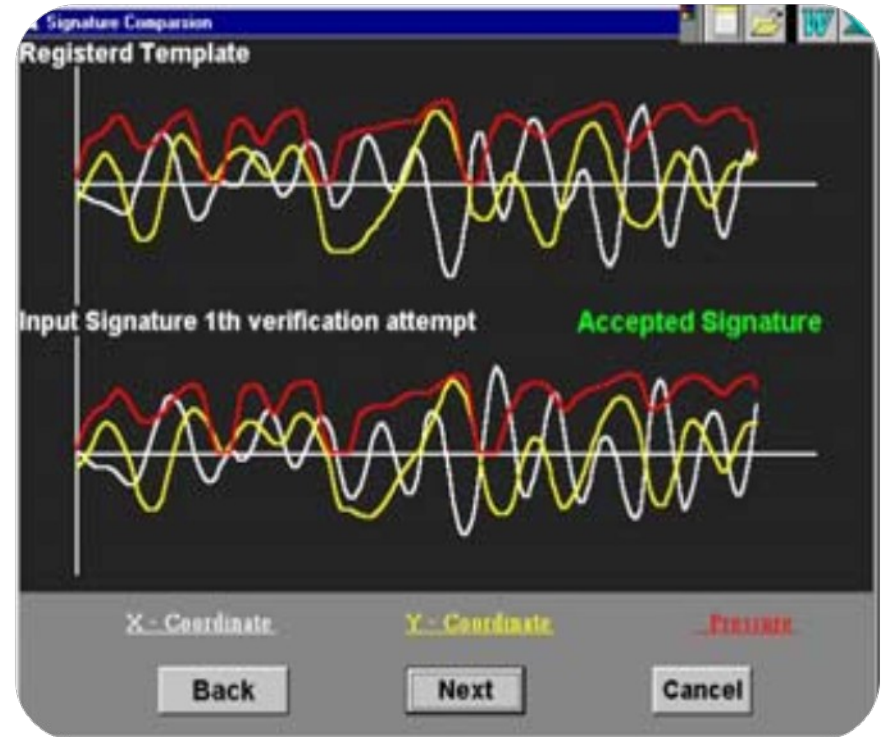 Signature Comparsion
W
Registerd Template
Input Signature 1th verification attempt
Accepted Signature
X - Coordinate
Y - Coordinate
Pressure
Back
Next
Cancel